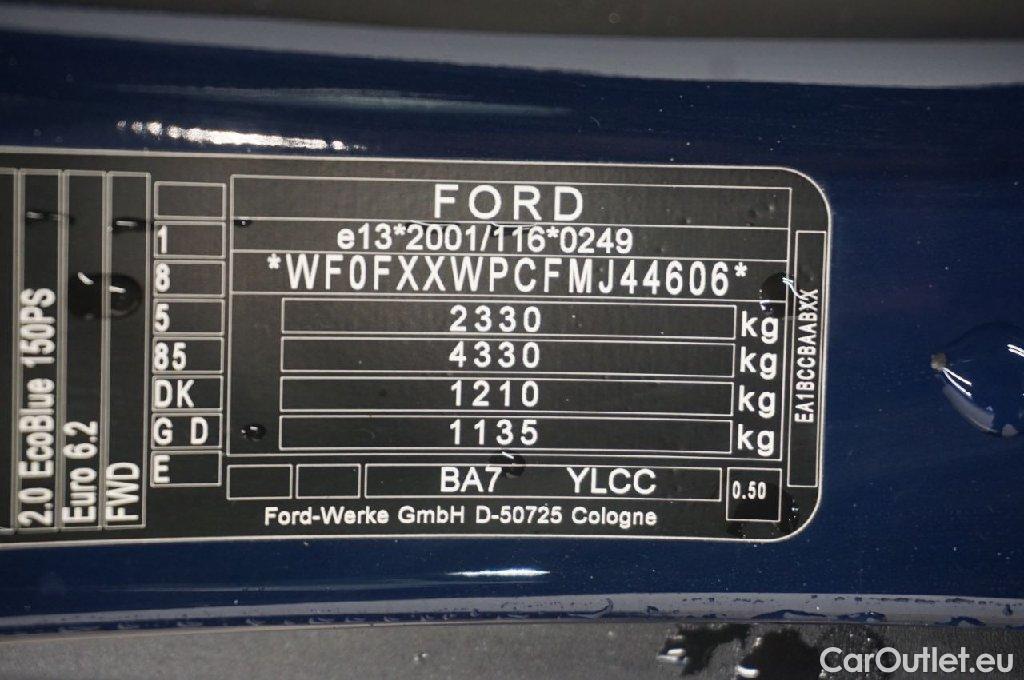 FORD
1 e13*2001/116*0249
8 *WF0FXXWPCFMJ44606*
5 2330 kg
85 4330 kg
DK 1210 kg
G D 1135 kg
E BA7 YLCC 0.50
Ford-Werke GmbH D-50725 Cologne
2.0 EcoBlue 150PS
Euro 6.2
FWD
EA1BCCBAABXX
CarOutlet.eu